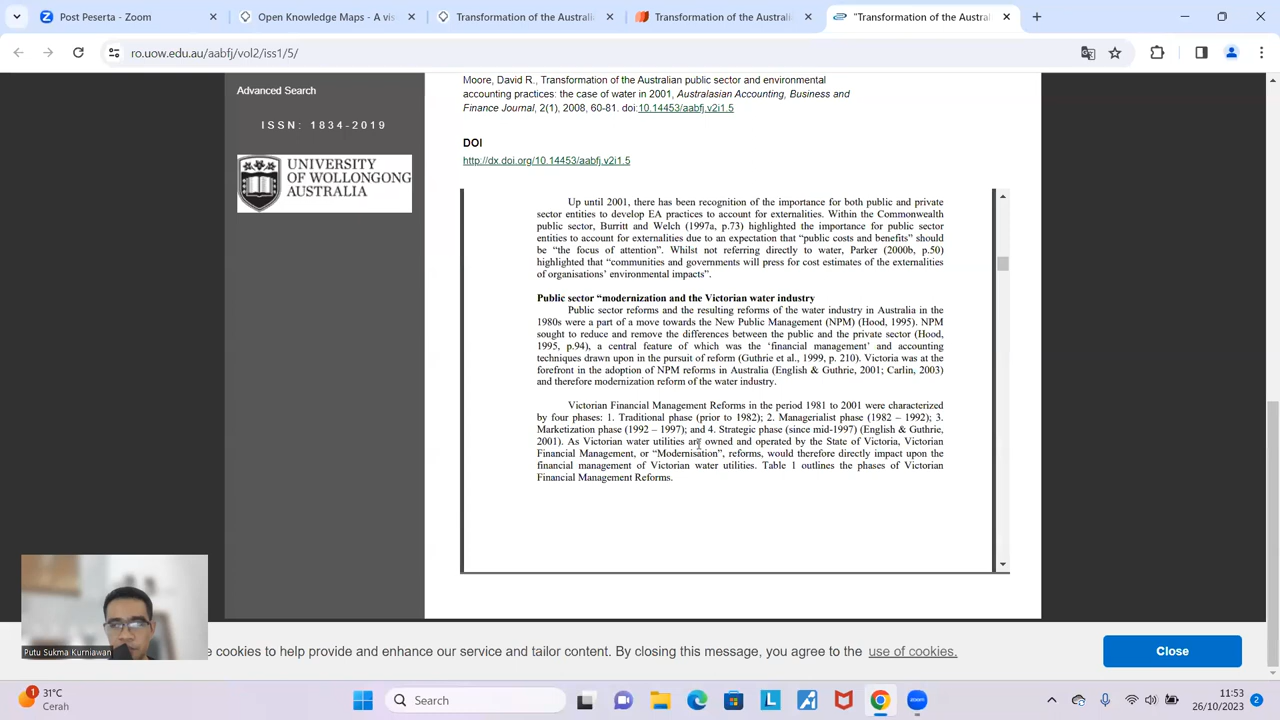 Post Peserta - Zoom
Open Knowledge Maps - A vis
Transformation of the Australi
Transformation of the Australi
"Transformation of the Austral
ro.uow.edu.au/aabfj/vol2/iss1/5/
Advanced Search
ISSN: 1834-2019
UNIVERSITY
OF WOLLONGONG
AUSTRALIA
Moore, David R., Transformation of the Australian public sector and environmental
accounting practices: the case of water in 2001, Australasian Accounting, Business and
Finance Journal, 2(1), 2008, 60-81. doi:10.14453/aabfj.v2i1.5
DOI
http://dx.doi.org/10.14453/aabfj.v2i1.5
Up until 2001, there has been recognition of the importance for both public and private
sector entities to develop EA practices to account for externalities. Within the Commonwealth
public sector, Burritt and Welch (1997a, p.73) highlighted the importance for public sector
entities to account for externalities due to an expectation that “public costs and benefits” should
be “the focus of attention”. Whilst not referring directly to water, Parker (2000b, p.50)
highlighted that “communities and governments will press for cost estimates of the externalities
of organisations’ environmental impacts”.
Public sector “modernization and the Victorian water industry
Public sector reforms and the resulting reforms of the water industry in Australia in the
1980s were a part of a move towards the New Public Management (NPM) (Hood, 1995). NPM
sought to reduce and remove the differences between the public and the private sector (Hood,
1995, p.94), a central feature of which was the ‘financial management’ and accounting
techniques drawn upon in the pursuit of reform (Guthrie et al., 1999, p. 210). Victoria was at the
forefront in the adoption of NPM reforms in Australia (English & Guthrie, 2001; Carlin, 2003)
and therefore modernization reform of the water industry.
Victorian Financial Management Reforms in the period 1981 to 2001 were characterized
by four phases: 1. Traditional phase (prior to 1982); 2. Managerialist phase (1982 – 1992); 3.
Marketization phase (1992 – 1997); and 4. Strategic phase (since mid-1997) (English & Guthrie,
2001). As Victorian water utilities are owned and operated by the State of Victoria, Victorian
Financial Management, or “Modernisation”, reforms, would therefore directly impact upon the
financial management of Victorian water utilities. Table 1 outlines the phases of Victorian
Financial Management Reforms.
Putu Sukma Kurniawan
cookies to help provide and enhance our service and tailor content. By closing this message, you agree to the use of cookies.
Close
1
31°C
Cerah
Search
L
zoom
11:53
26/10/2023
2